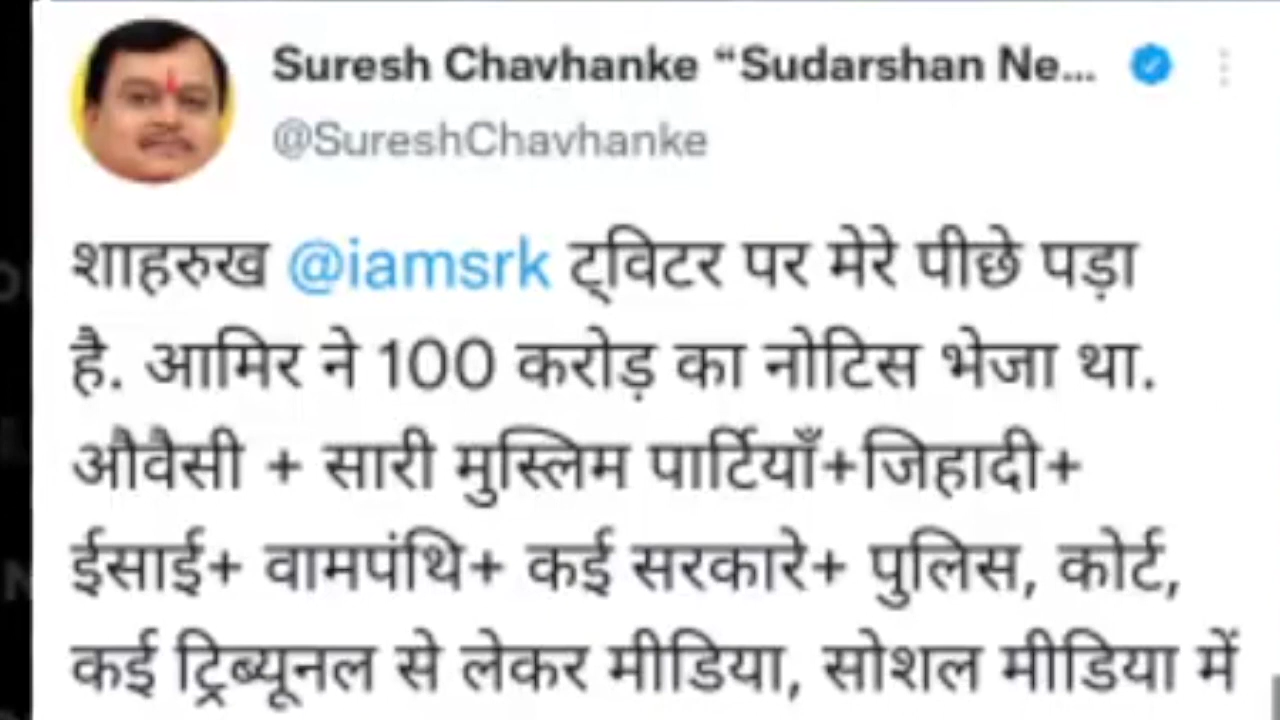 Suresh Chavhanke “Sudarshan Ne...
@SureshChavhanke
शाहरुख @iamsrk ट्विटर पर मेरे पीछे पड़ा
है. आमिर ने 100 करोड़ का नोटिस भेजा था.
औवैसी + सारी मुस्लिम पार्टियाँ+जिहादी+
ईसाई+ वामपंथि+ कई सरकारे+ पुलिस, कोर्ट,
कई ट्रिब्यूनल से लेकर मीडिया, सोशल मीडिया में